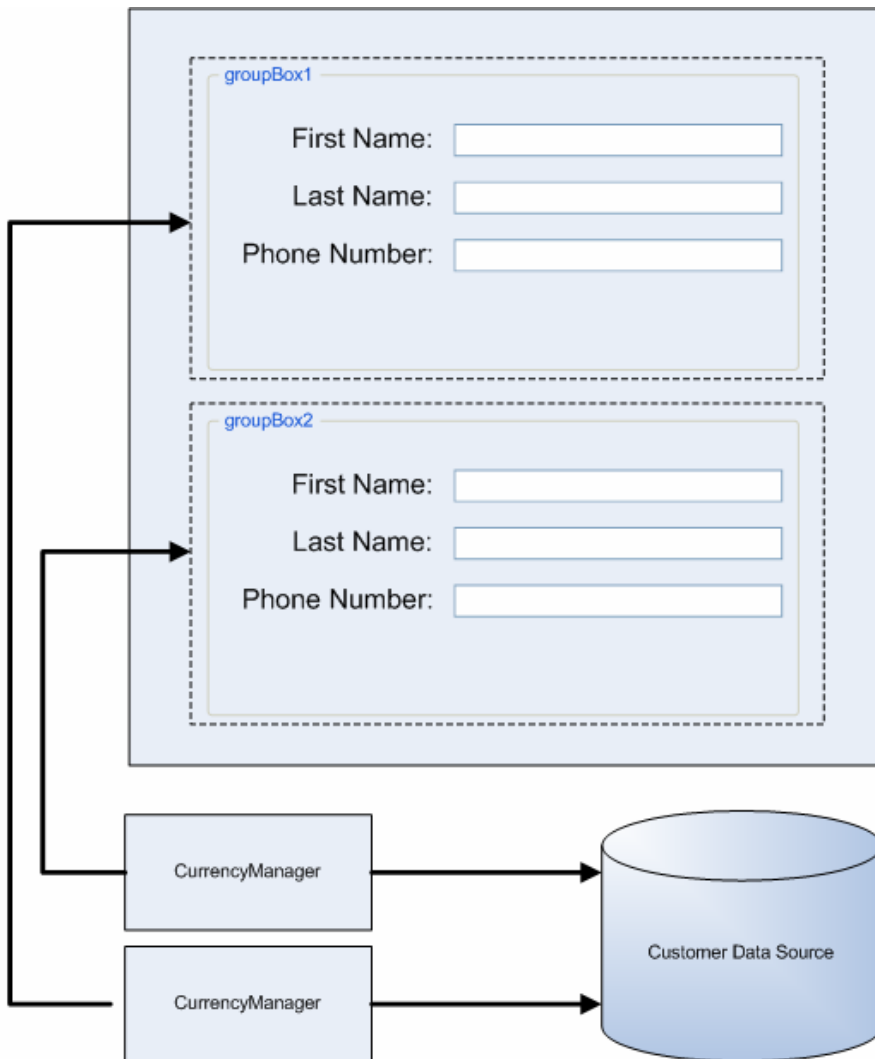 groupBox1
First Name:
Last Name:
Phone Number:
groupBox2
First Name:
Last Name:
Phone Number:
CurrencyManager
CurrencyManager
Customer Data Source